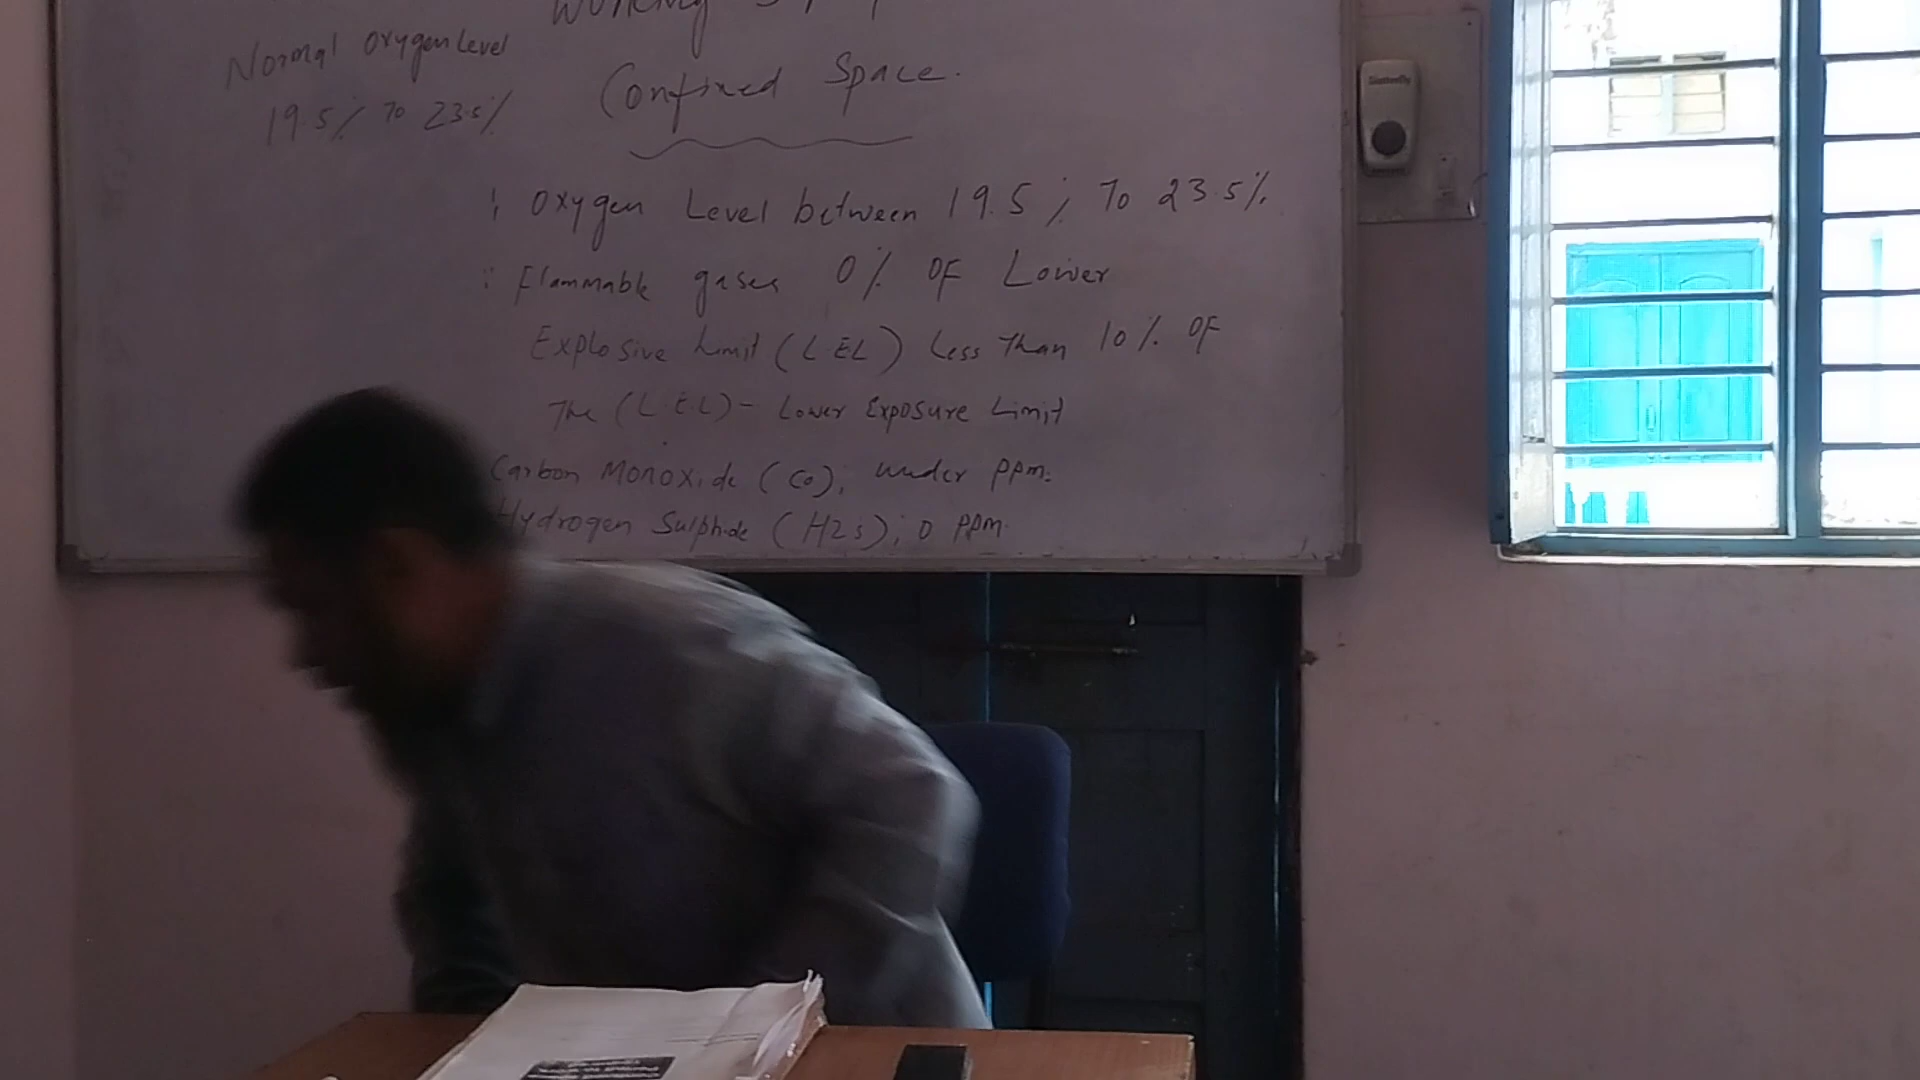 Working
Normal Oxygen Level
19.5% To 23.5%
Confined Space.
Oxygen Level between 19.5% To 23.5%
Flammable gases 0% OF Lower
Explosive Limit (LEL) Less Than 10% OF
The (L.E.L) - Lower Exposure Limit
Carbon Monoxide (CO); under PPm.
Hydrogen Sulphide (H2S); 0 PPm.
Butterfly